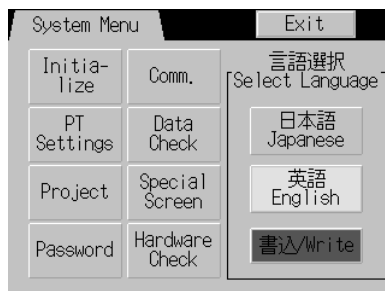 System Menu
Exit
Initia-
lize
Comm.
PT
Settings
Data
Check
Project
Special
Screen
Password
Hardware
Check
言語選択
Select Language
日本語
Japanese
英語
English
書込/Write